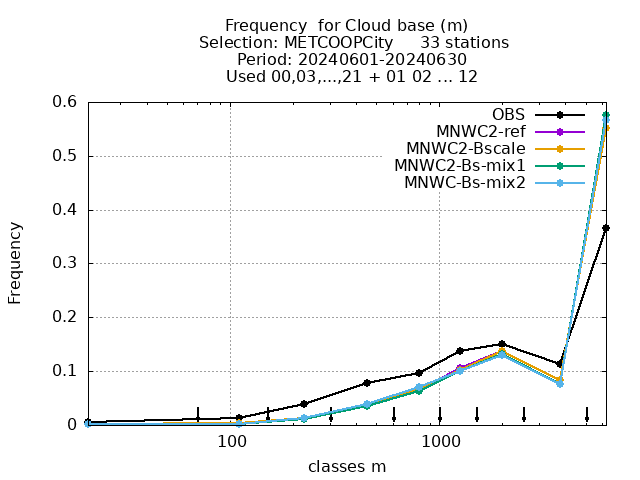 Frequency  for Cloud base (m)
Selection: METCOOPCity     33 stations
Period: 20240601-20240630
Used 00,03,...,21 + 01 02 ... 12
0.6
0.5
0.4
0.3
0.2
0.1
0
Frequency
OBS
MNWC2-ref
MNWC2-Bscale
MNWC2-Bs-mix1
MNWC-Bs-mix2
100
1000
classes m